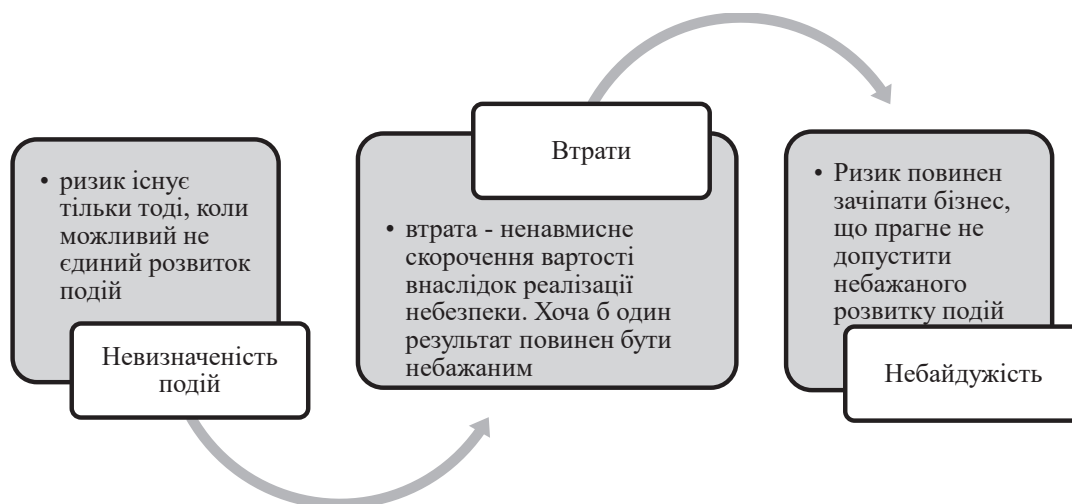 • ризик існує
тільки тоді, коли
можливий не
єдиний розвиток
подій
Невизначеність
подій
Втрати
• втрата - ненавмисне
скорочення вартості
внаслідок реалізації
небезпеки. Хоча б один
результат повинен бути
небажаним
• Ризик повинен
зачіпати бізнес,
що прагне не
допустити
небажаного
розвитку подій
Небайдужість